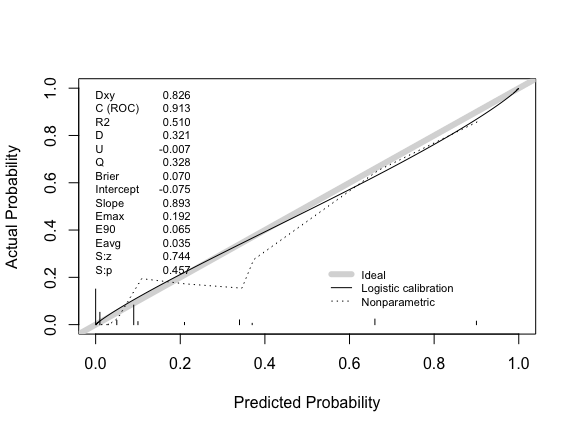 Dxy 0.826
C (ROC) 0.913
R2 0.510
D 0.321
U -0.007
Q 0.328
Brier 0.070
Intercept -0.075
Slope 0.893
Emax 0.192
E90 0.065
Eavg 0.035
S:z 0.744
S:p 0.457
Ideal
Logistic calibration
Nonparametric
Actual Probability
1.0
0.8
0.6
0.4
0.2
0.0
0.0 0.2 0.4 0.6 0.8 1.0
Predicted Probability